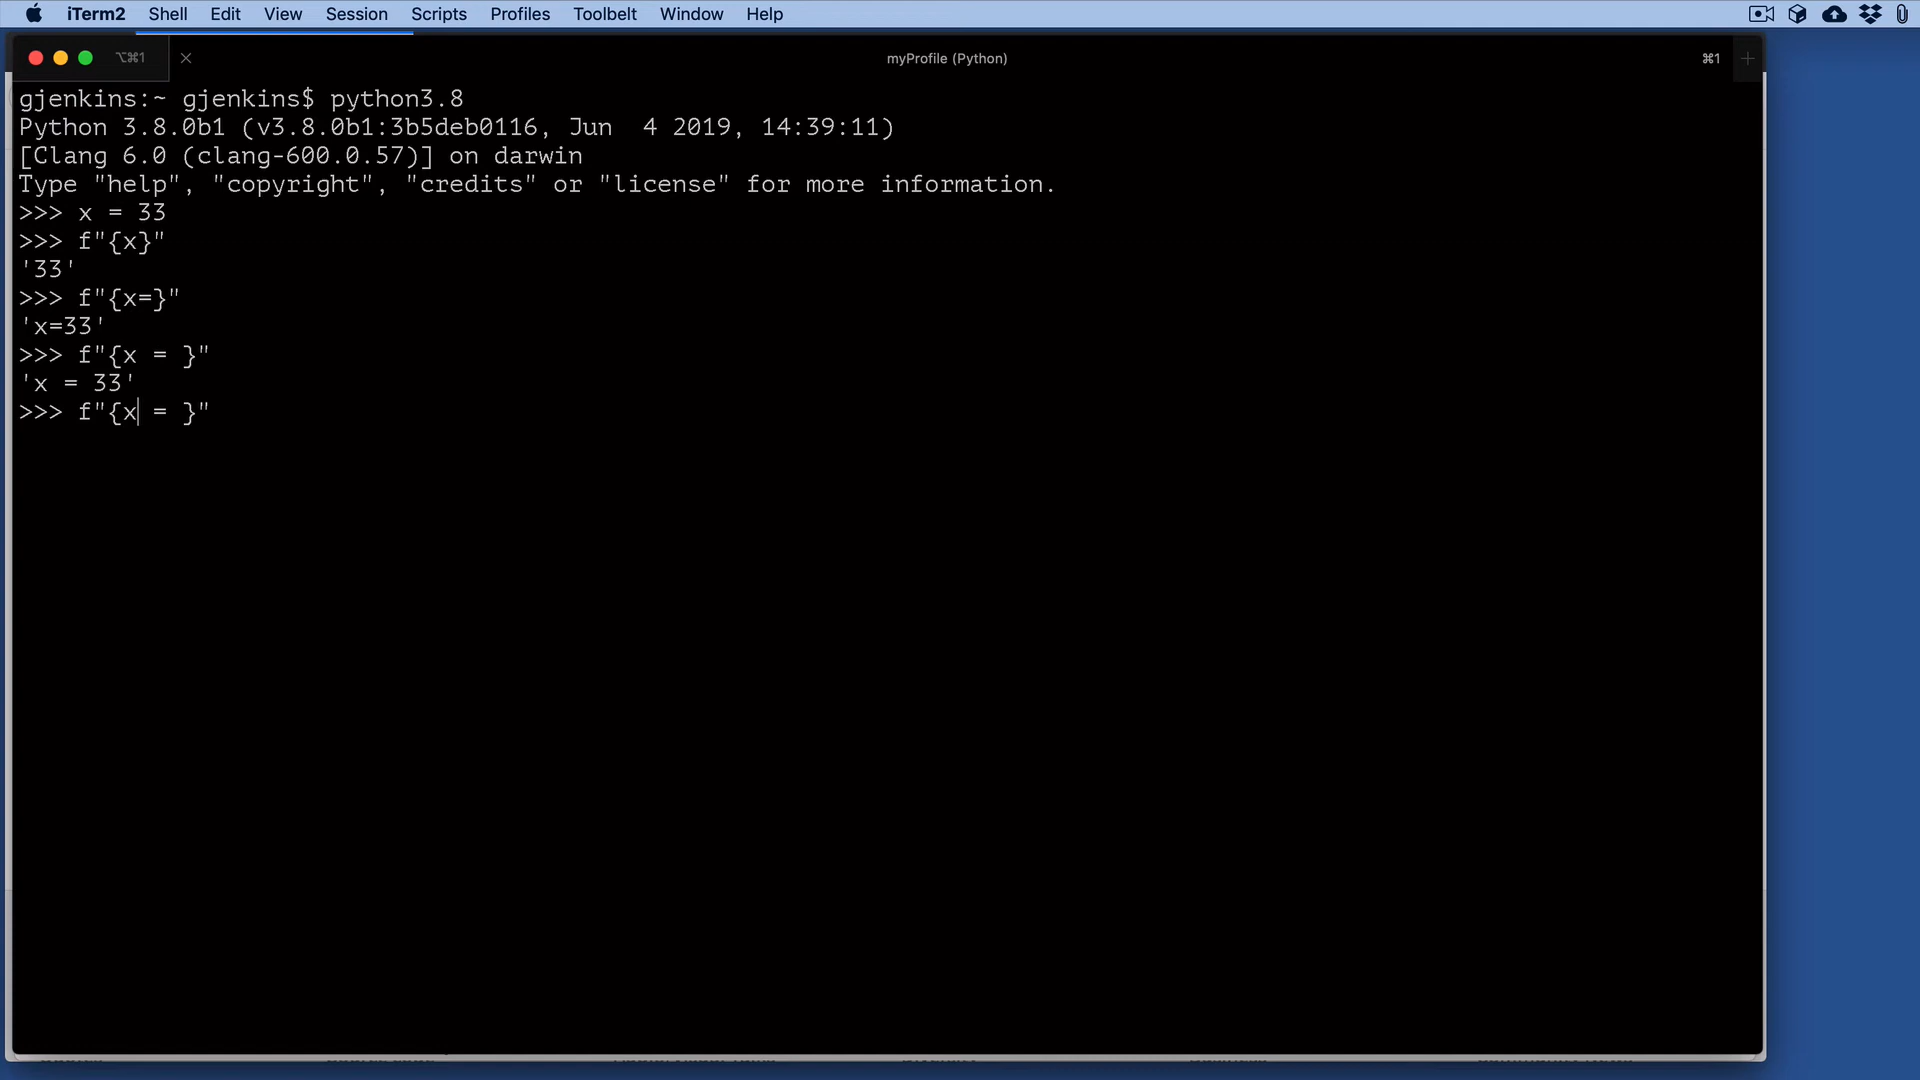 iTerm2 Shell Edit View Session Scripts Profiles Toolbelt Window Help
⌥⌘1 myProfile (Python) ⌘1
gjenkins:~ gjenkins$ python3.8
Python 3.8.0b1 (v3.8.0b1:3b5deb0116, Jun  4 2019, 14:39:11)
[Clang 6.0 (clang-600.0.57)] on darwin
Type "help", "copyright", "credits" or "license" for more information.
>>> x = 33
>>> f"{x}"
'33'
>>> f"{x=}"
'x=33'
>>> f"{x = }"
'x = 33'
>>> f"{x = }"